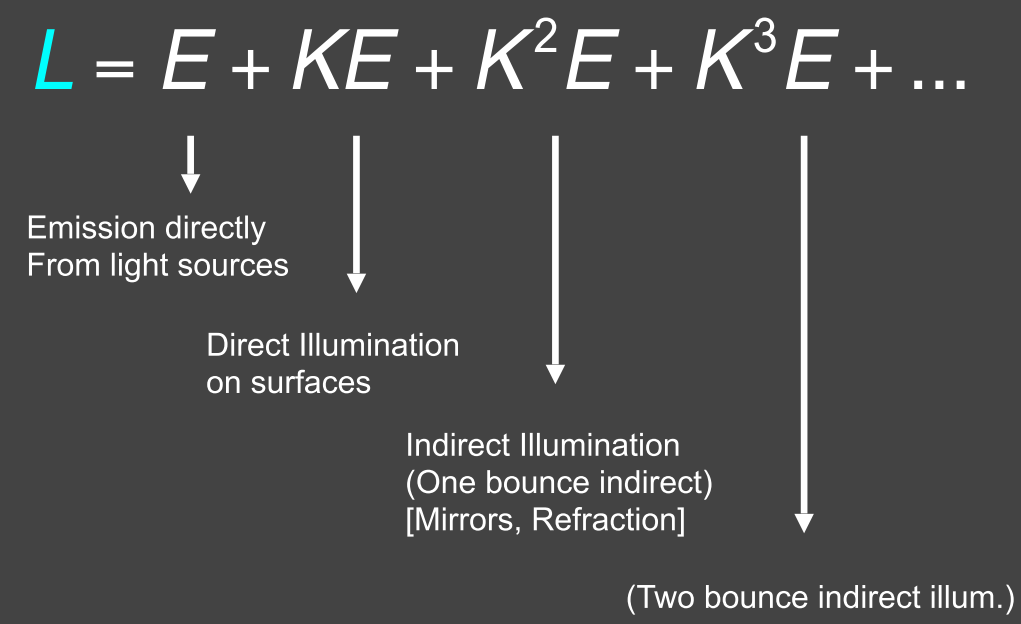 L = E + KE + K²E + K³E + ...
Emission directly
From light sources
Direct Illumination
on surfaces
Indirect Illumination
(One bounce indirect)
[Mirrors, Refraction]
(Two bounce indirect illum.)